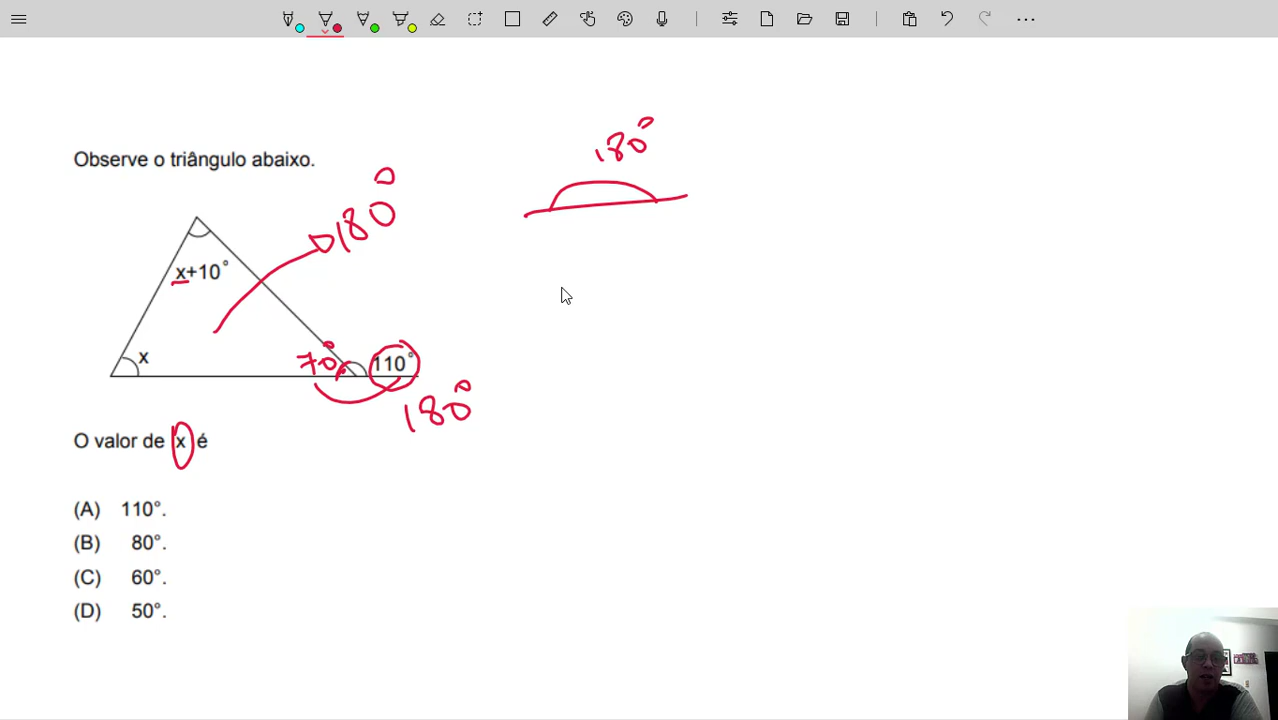 180°
Observe o triângulo abaixo.
180°
x+10°
x
70°
110°
180°
O valor de x é
(A) 110°.
(B) 80°.
(C) 60°.
(D) 50°.